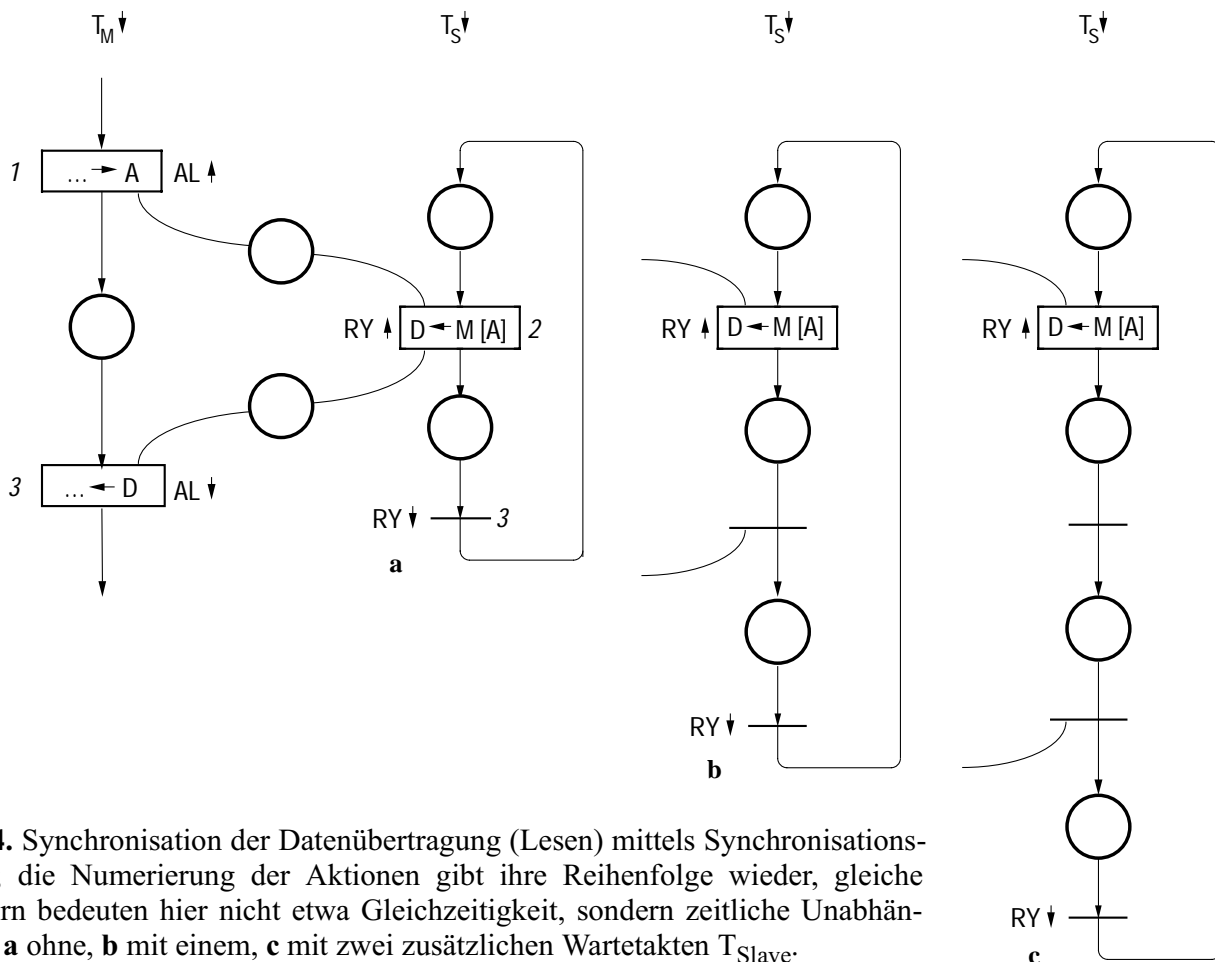 T_M↓ T_S↓ T_S↓ T_S↓
1 ... → A AL ↑
RY ↑ D ← M [A] 2 RY ↑ D ← M [A] RY ↑ D ← M [A]
3 ... ← D AL ↓
RY ↓ 3
a
RY ↓
b
4. Synchronisation der Datenübertragung (Lesen) mittels Synchronisations-
die Numerierung der Aktionen gibt ihre Reihenfolge wieder, gleiche
rn bedeuten hier nicht etwa Gleichzeitigkeit, sondern zeitliche Unabhän-
a ohne, b mit einem, c mit zwei zusätzlichen Wartetakten T_Slave.
RY ↓
c